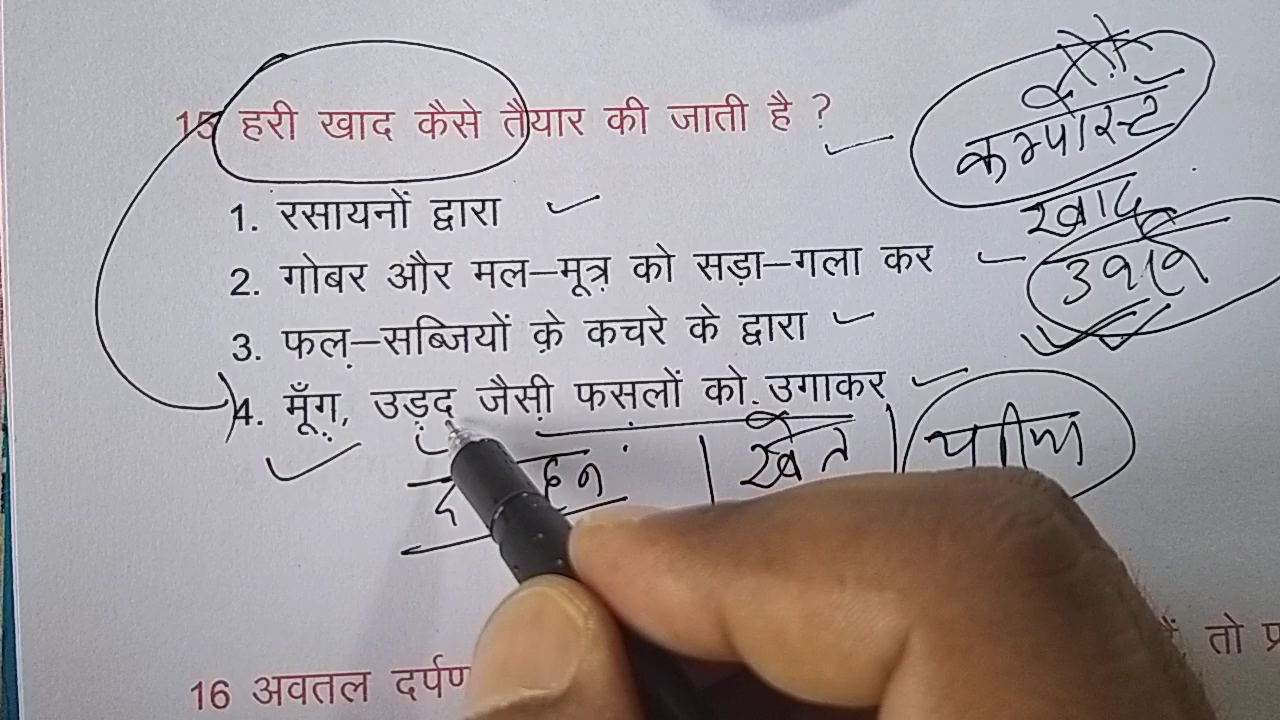 15 हरी खाद कैसे तैयार की जाती है ?
1. रसायनों द्वारा
2. गोबर और मल–मूत्र को सड़ा–गला कर
3. फल–सब्जियों के कचरे के द्वारा
4. मूँग, उड़द जैसी फसलों को उगाकर
कम्पोस्ट
खाद
खेत
16 अवतल दर्पण
तो